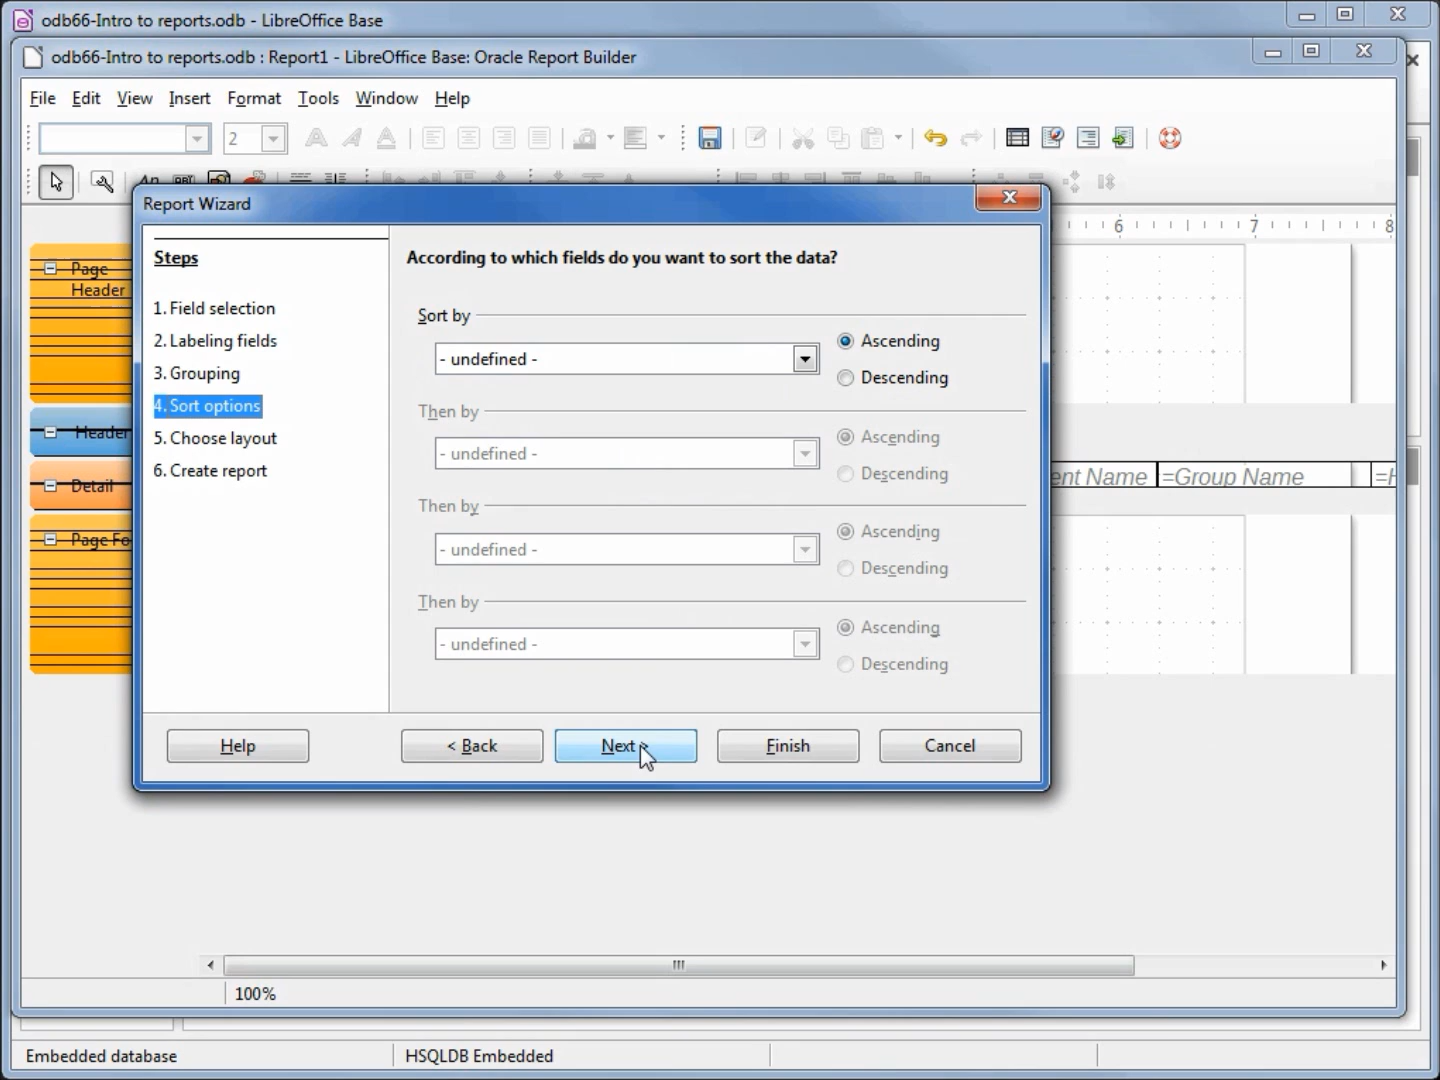 odb66-Intro to reports.odb - LibreOffice Base
odb66-Intro to reports.odb : Report1 - LibreOffice Base: Oracle Report Builder
File Edit View Insert Format Tools Window Help
2
Report Wizard
6 7 8
Steps
According to which fields do you want to sort the data?
Page
Header
1. Field selection
2. Labeling fields
3. Grouping
4. Sort options
5. Choose layout
6. Create report
Sort by
- undefined -
Ascending
Descending
Then by
- undefined -
Ascending
Descending
Then by
- undefined -
Ascending
Descending
Then by
- undefined -
Ascending
Descending
Header
Detail
Page Fo
ent Name =Group Name =H
Help < Back Next > Finish Cancel
100%
Embedded database HSQLDB Embedded